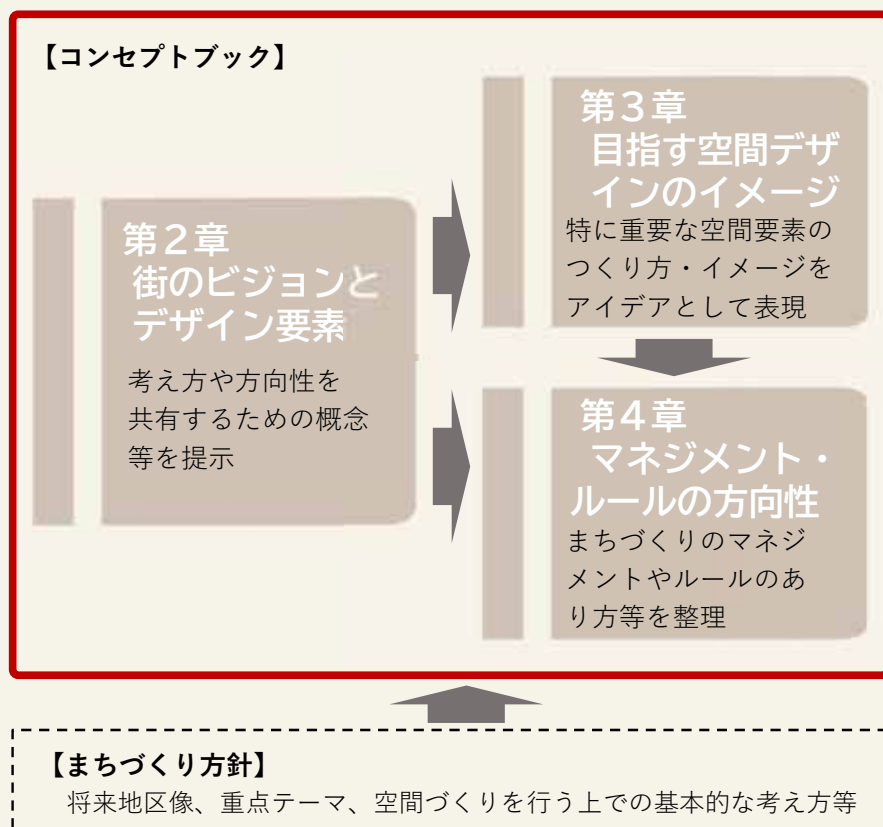 【コンセプトブック】
第2章
街のビジョンと
デザイン要素
考え方や方向性を
共有するための概念
等を提示
第3章
目指す空間デザ
インのイメージ
特に重要な空間要素の
つくり方・イメージを
アイデアとして表現
第4章
マネジメント・
ルールの方向性
まちづくりのマネジ
メントやルールのあ
り方等を整理
【まちづくり方針】
将来地区像、重点テーマ、空間づくりを行う上での基本的な考え方等